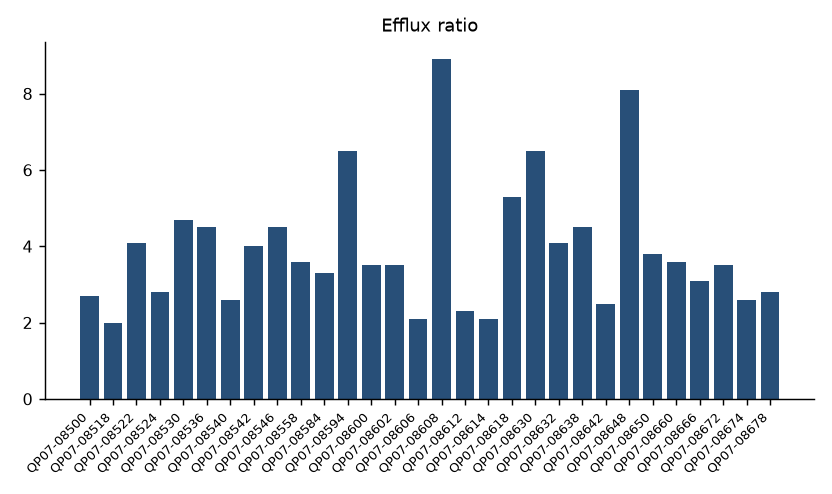 Efflux ratio
8
6
4
2
0
QP07-08500
QP07-08518
QP07-08522
QP07-08524
QP07-08530
QP07-08536
QP07-08540
QP07-08542
QP07-08546
QP07-08558
QP07-08584
QP07-08594
QP07-08600
QP07-08602
QP07-08606
QP07-08608
QP07-08612
QP07-08614
QP07-08618
QP07-08630
QP07-08632
QP07-08638
QP07-08642
QP07-08648
QP07-08650
QP07-08660
QP07-08666
QP07-08672
QP07-08674
QP07-08678